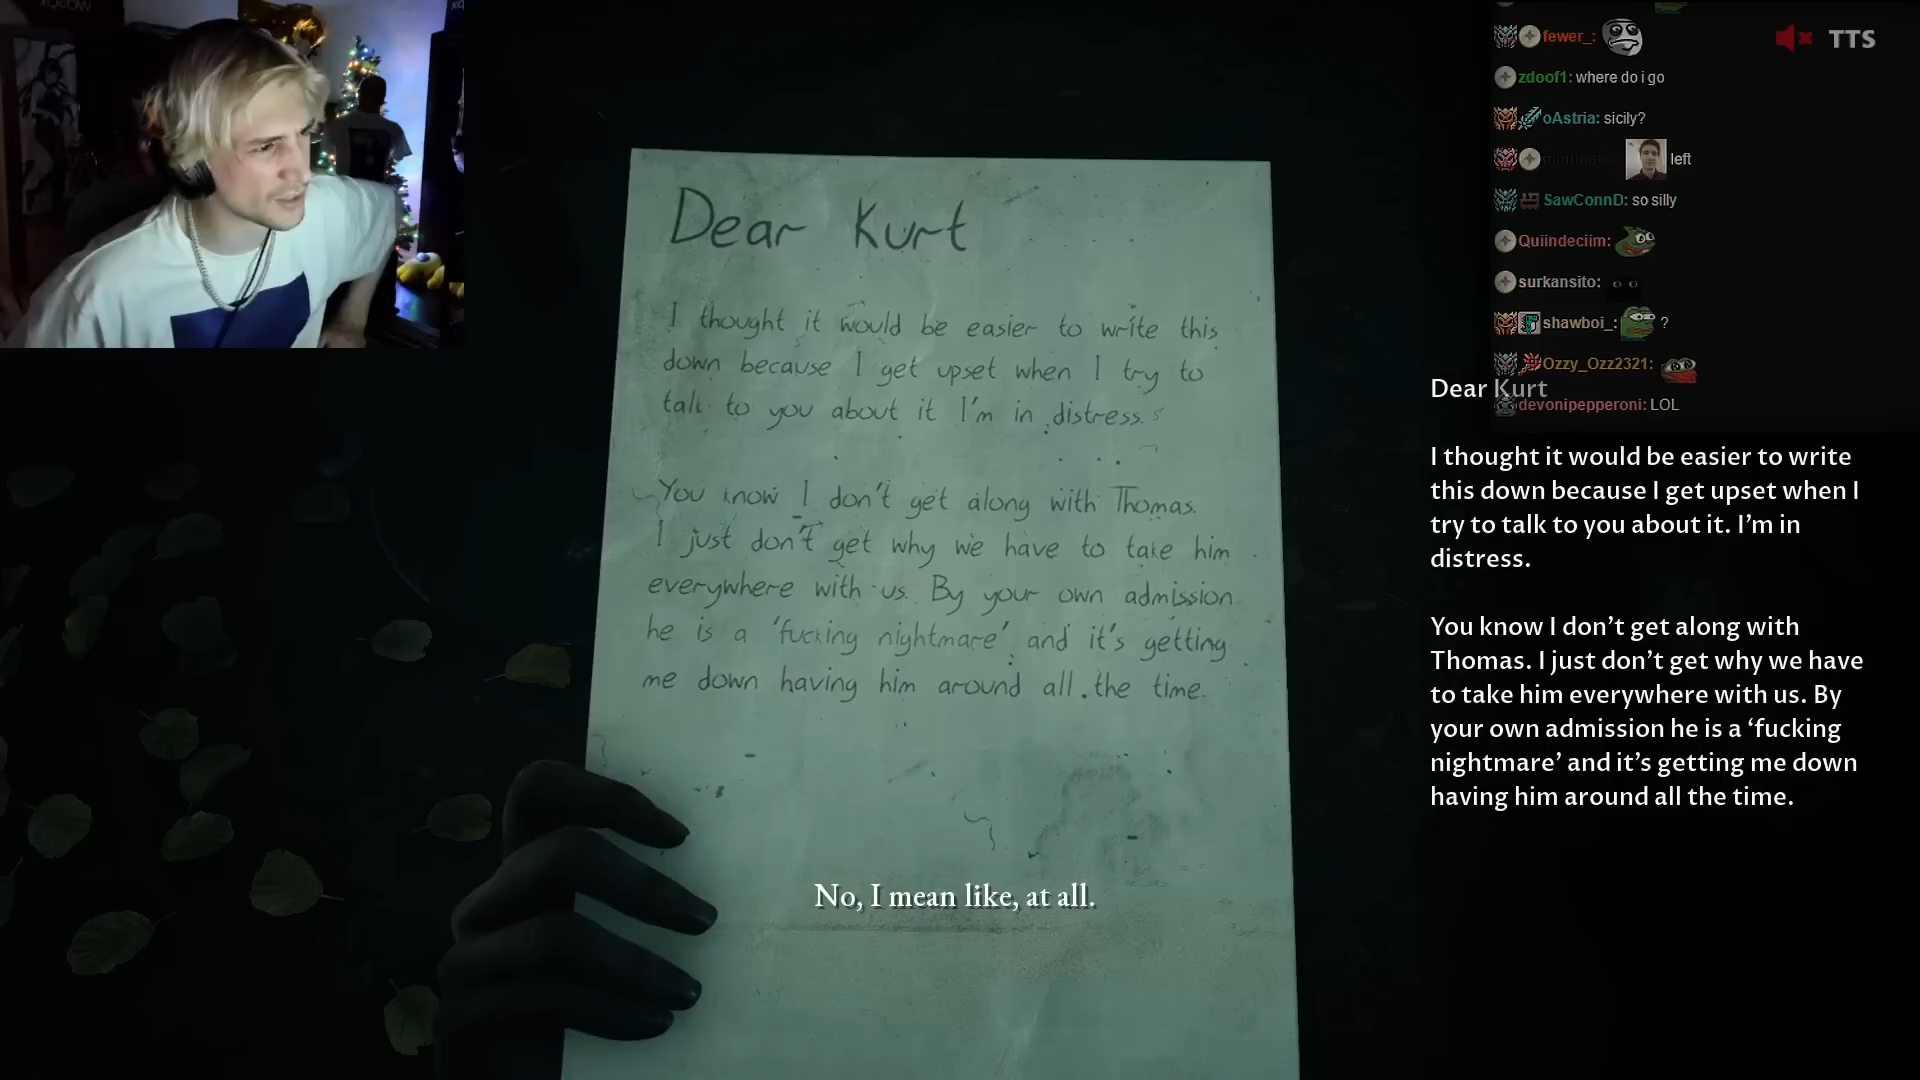 XQCOW
XQ
fewer_:
TTS
zdoof1: where do i go
oAstria: sicily?
left
SawConnD: so silly
Quiindeciim:
surkansito:
shawboi_: ?
Ozzy_Ozz2321:
devonipepperoni: LOL
Dear Kurt
I thought it would be easier to write this
down because I get upset when I try to
talk to you about it I'm in distress.
You know I don't get along with Thomas.
I just don't get why we have to take him
everywhere with us. By your own admission
he is a 'fucking nightmare' and it's getting
me down having him around all the time.
No, I mean like, at all.
Dear Kurt
I thought it would be easier to write
this down because I get upset when I
try to talk to you about it. I’m in
distress.
You know I don’t get along with
Thomas. I just don’t get why we have
to take him everywhere with us. By
your own admission he is a ‘fucking
nightmare’ and it’s getting me down
having him around all the time.